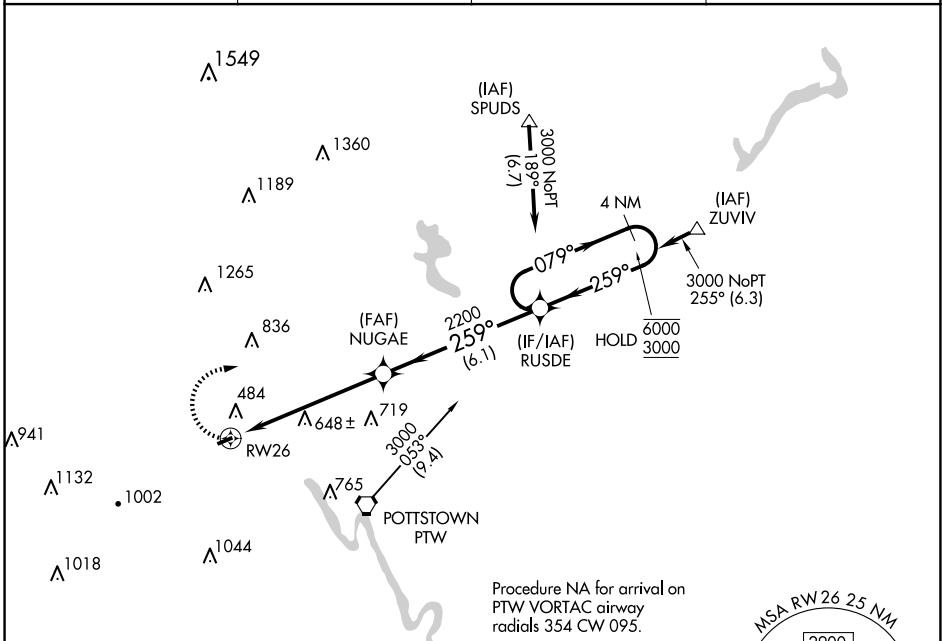 1549
(IAF)
SPUDS
3000 NoPT
189°
(6.7)
1360
1189
4 NM
(IAF)
ZUVIV
079°
259°
3000 NoPT
255° (6.3)
1265
(FAF)
NUGAE
2200
259°
(6.1)
(IF/IAF)
RUSDE
HOLD
6000
3000
836
484
648±
719
RW26
941
3000
053°
(9.4)
1132
1002
765
POTTSTOWN
PTW
1044
1018
Procedure NA for arrival on
PTW VORTAC airway
radials 354 CW 095.
MSA RW26 25 NM